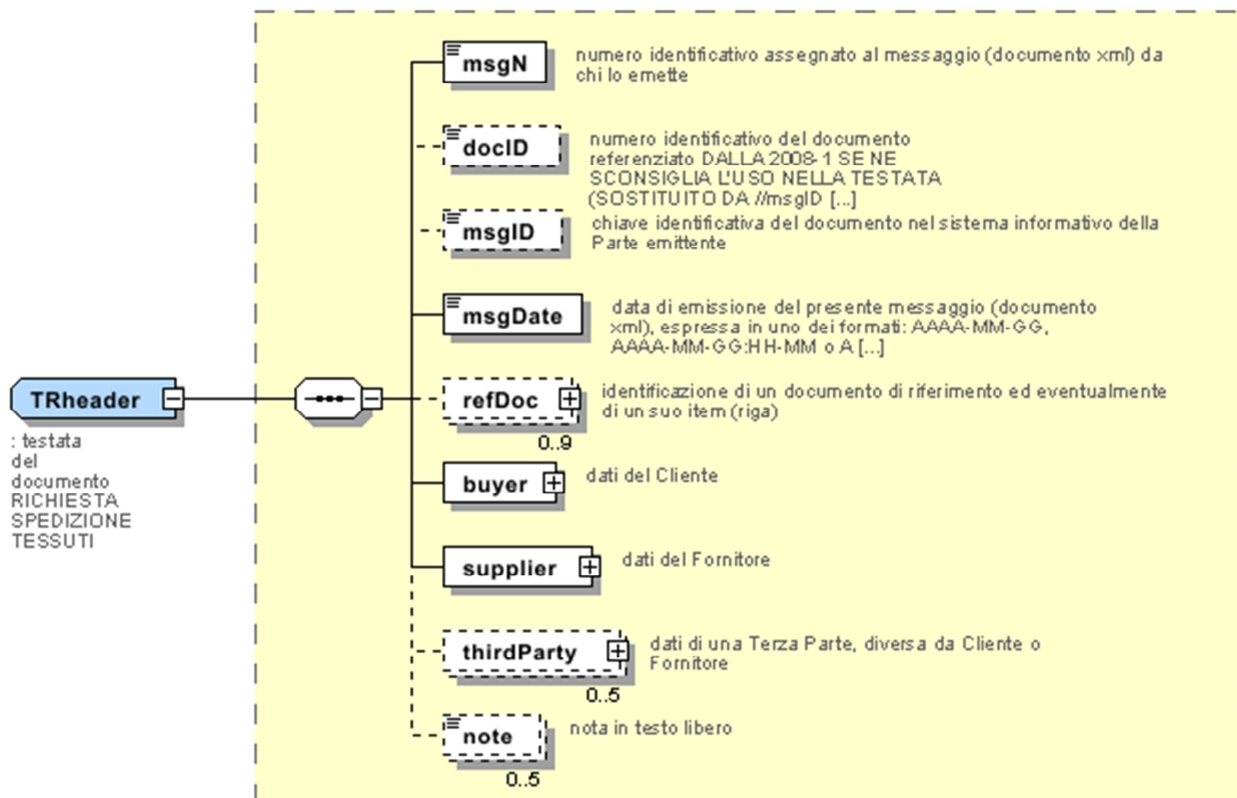 msgN
numero identificativo assegnato al messaggio (documento xml) da
chi lo emette
docID
numero identificativo del documento
referenziato DALLA 2008-1 SE NE
SCONSIGLIA L'USO NELLA TESTATA
(SOSTITUITO DA //msgID [...]
msgID
chiave identificativa del documento nel sistema informativo della
Parte emittente
msgDate
data di emissione del presente messaggio (documento
xml), espressa in uno dei formati: AAAA-MM-GG,
AAAA-MM-GG:HH-MM o A [...]
TRheader
: testata
del
documento
RICHIESTA
SPEDIZIONE
TESSUTI
refDoc
0..9
identificazione di un documento di riferimento ed eventualmente
di un suo item (riga)
buyer
dati del Cliente
supplier
dati del Fornitore
thirdParty
0..5
dati di una Terza Parte, diversa da Cliente o
Fornitore
note
0..5
nota in testo libero